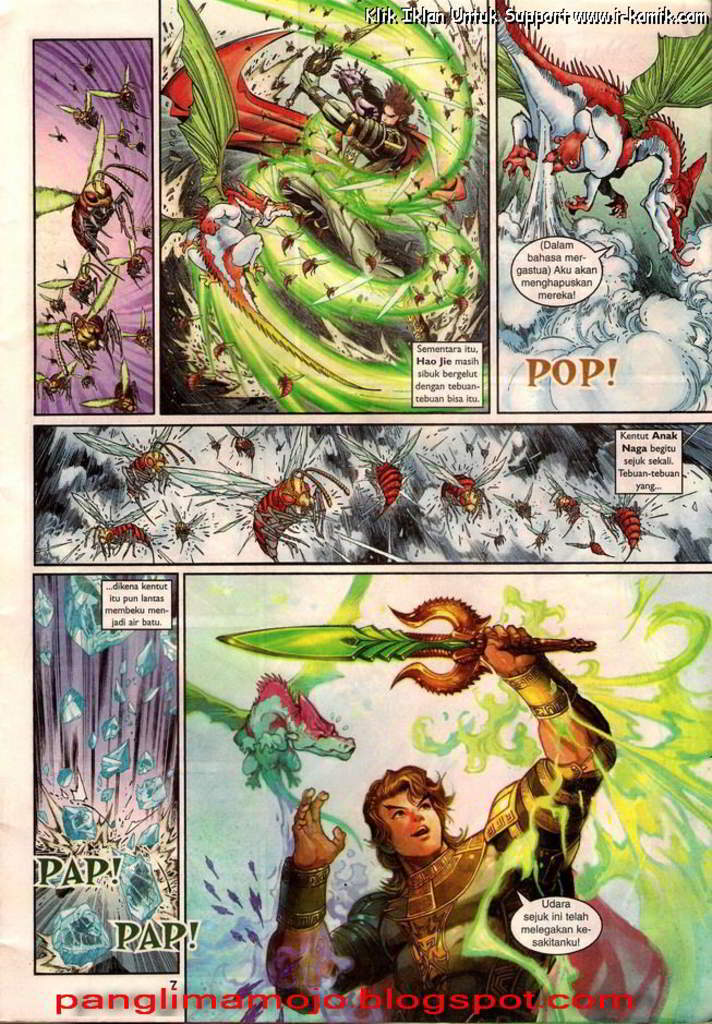 Klik Iklan Untuk Support www.ir-komik.com
Sementara itu,
Hao Jie masih
sibuk bergelut
dengan tebuan-
tebuan bisa itu.
(Dalam
bahasa mer-
gastua) Aku akan
menghapuskan
mereka!
POP!
Kentut Anak
Naga begitu
sejuk sekali.
Tebuan-tebuan
yang...
...dikena kentut
itu pun lantas
membeku men-
jadi air batu.
PAP!
PAP!
Udara
sejuk ini telah
melegakan ke-
sakitanku!
7
panglimamojo.blogspot.com